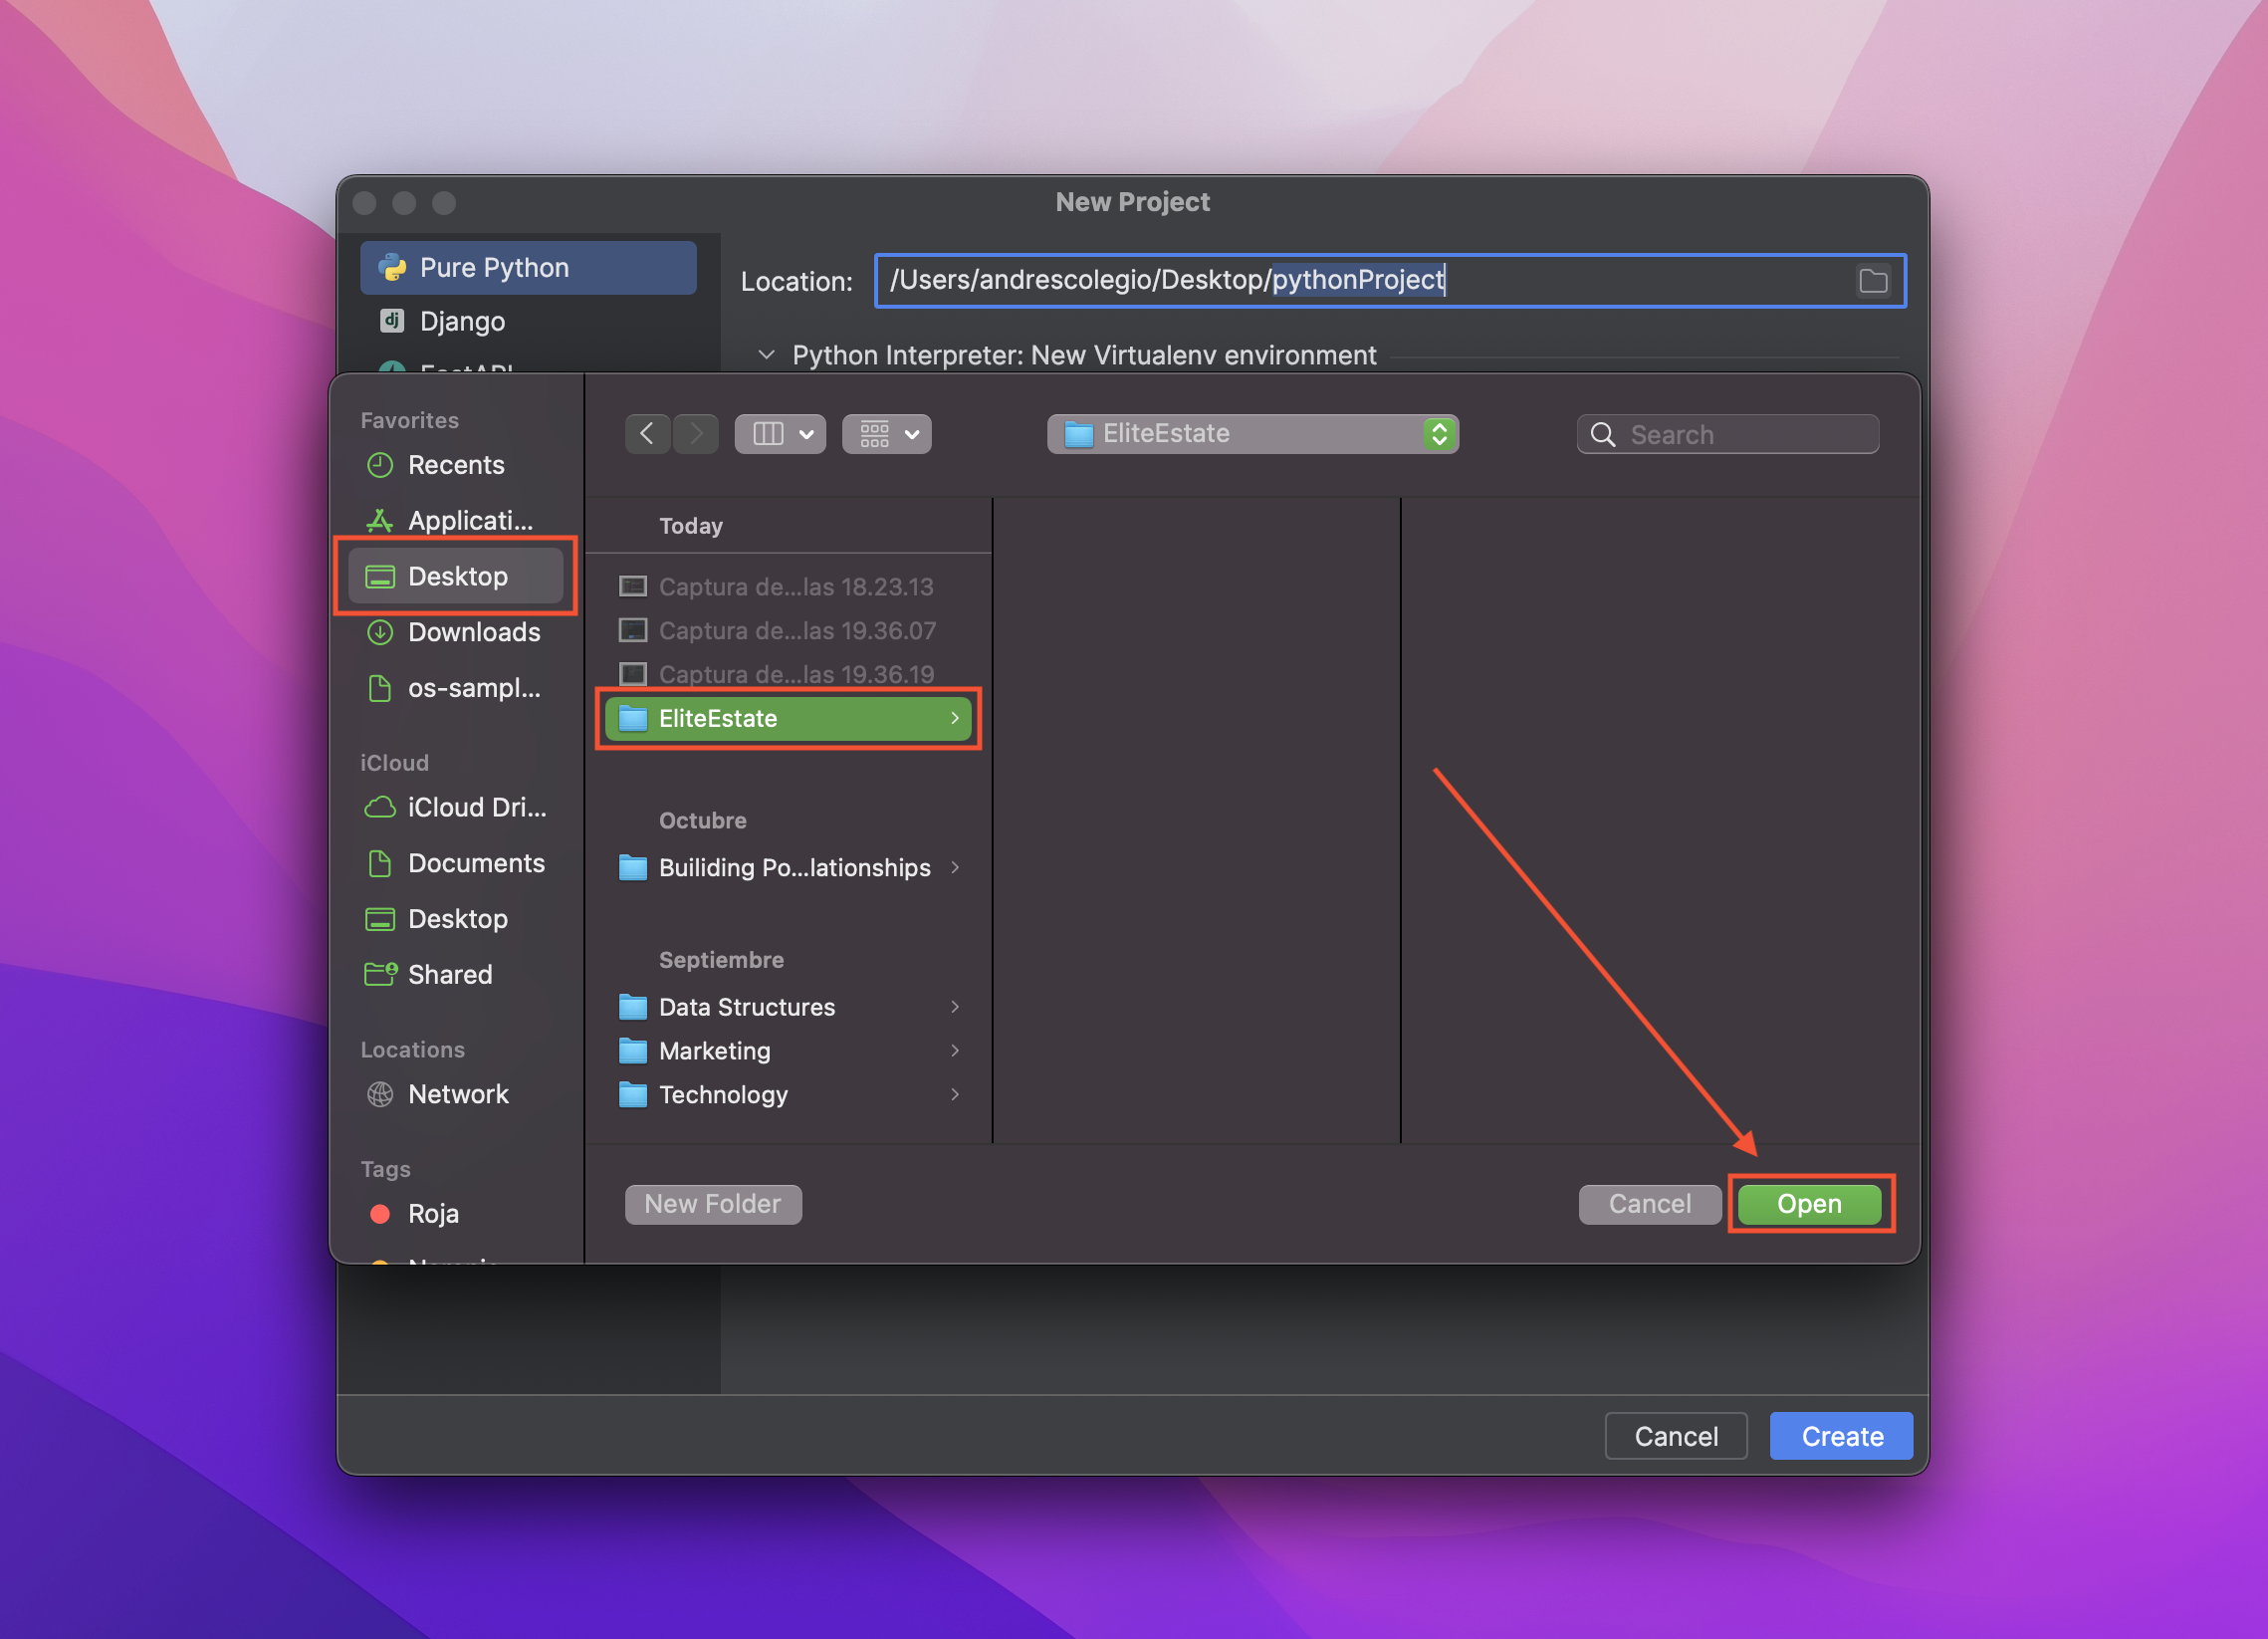 New Project
Pure Python
Django
FastAPI
Location:
/Users/andrescolegio/Desktop/pythonProject
Python Interpreter: New Virtualenv environment
Favorites
Recents
Applicati...
Desktop
Downloads
os-sampl...
iCloud
iCloud Dri...
Documents
Desktop
Shared
Locations
Network
Tags
Roja
EliteEstate
Search
Today
Captura de...las 18.23.13
Captura de...las 19.36.07
Captura de...las 19.36.19
EliteEstate
Octubre
Builiding Po...lationships
Septiembre
Data Structures
Marketing
Technology
New Folder
Cancel
Open
Cancel
Create